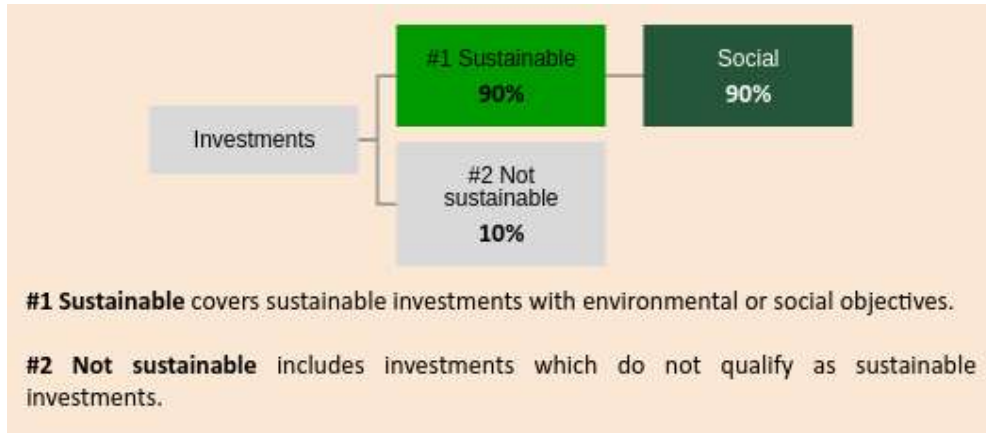 #1 Sustainable
90%
Social
90%
Investments
#2 Not
sustainable
10%
#1 Sustainable covers sustainable investments with environmental or social objectives.
#2 Not sustainable includes investments which do not qualify as sustainable
investments.